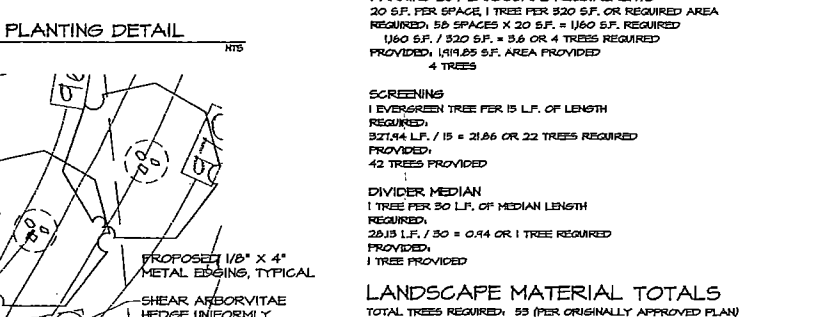 PLANTING DETAIL
NTS
PROPOSED 1/8" X 4"
METAL EDGING, TYPICAL
SHEAR ARBORVITAE
HEDGE UNIFORMLY
20 S.F. PER SPACE, 1 TREE PER 320 S.F. OR REQUIRED AREA
REQUIRED: 58 SPACES X 20 S.F. = 1,160 S.F. REQUIRED
1,160 S.F. / 320 S.F. = 3.6 OR 4 TREES REQUIRED
PROVIDED: 1,919.85 S.F. AREA PROVIDED
4 TREES
SCREENING
1 EVERGREEN TREE PER 15 L.F. OF LENGTH
REQUIRED:
327.94 L.F. / 15 = 21.86 OR 22 TREES REQUIRED
PROVIDED:
42 TREES PROVIDED
DIVIDER MEDIAN
1 TREE PER 30 L.F. OF MEDIAN LENGTH
REQUIRED:
28.13 L.F. / 30 = 0.94 OR 1 TREE REQUIRED
PROVIDED:
1 TREE PROVIDED
LANDSCAPE MATERIAL TOTALS
TOTAL TREES REQUIRED: 53 (PER ORIGINALLY APPROVED PLAN)